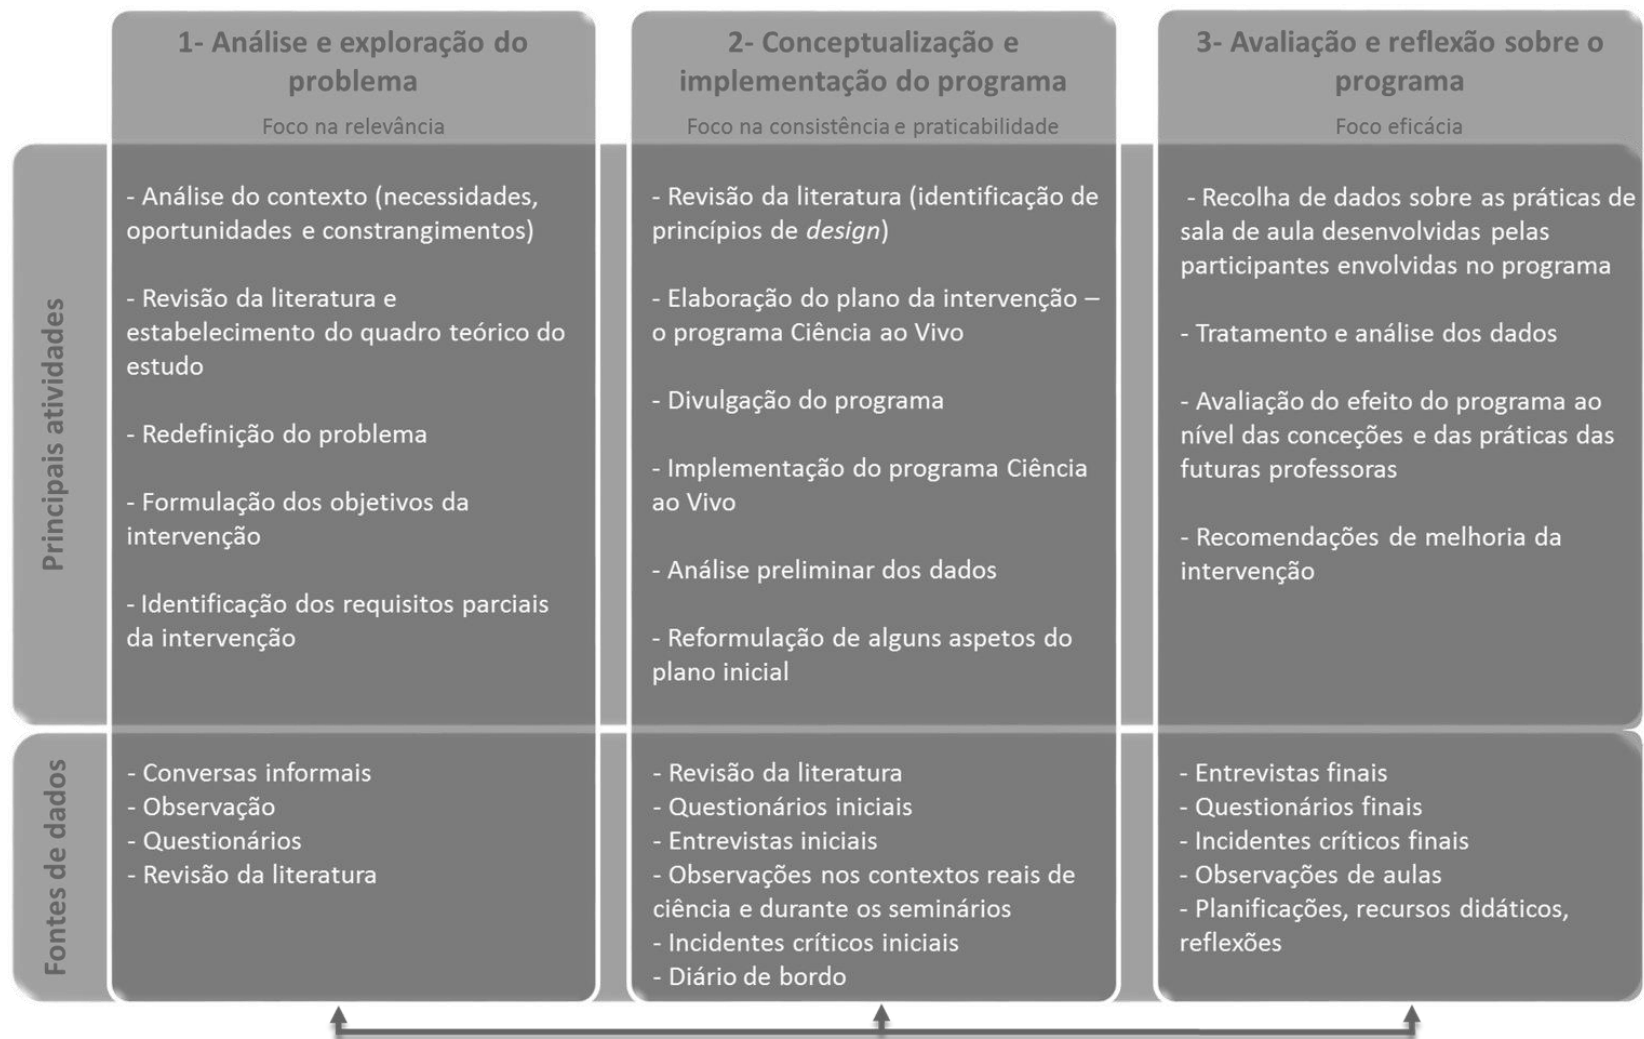 1- Análise e exploração do
problema
Foco na relevância
2- Conceptualização e
implementação do programa
Foco na consistência e praticabilidade
3- Avaliação e reflexão sobre o
programa
Foco eficácia
Principais atividades
- Análise do contexto (necessidades,
oportunidades e constrangimentos)
- Revisão da literatura e
estabelecimento do quadro teórico do
estudo
- Redefinição do problema
- Formulação dos objetivos da
intervenção
- Identificação dos requisitos parciais
da intervenção
- Revisão da literatura (identificação de
princípios de design)
- Elaboração do plano da intervenção –
o programa Ciência ao Vivo
- Divulgação do programa
- Implementação do programa Ciência
ao Vivo
- Análise preliminar dos dados
- Reformulação de alguns aspetos do
plano inicial
- Recolha de dados sobre as práticas de
sala de aula desenvolvidas pelas
participantes envolvidas no programa
- Tratamento e análise dos dados
- Avaliação do efeito do programa ao
nível das conceções e das práticas das
futuras professoras
- Recomendações de melhoria da
intervenção
Fontes de dados
- Conversas informais
- Observação
- Questionários
- Revisão da literatura
- Revisão da literatura
- Questionários iniciais
- Entrevistas iniciais
- Observações nos contextos reais de
ciência e durante os seminários
- Incidentes críticos iniciais
- Diário de bordo
- Entrevistas finais
- Questionários finais
- Incidentes críticos finais
- Observações de aulas
- Planificações, recursos didáticos,
reflexões